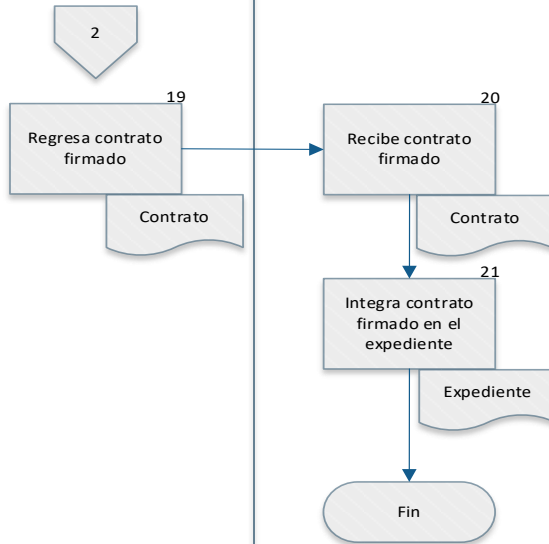 2
19
Regresa contrato
firmado
Contrato
20
Recibe contrato
firmado
Contrato
21
Integra contrato
firmado en el
expediente
Expediente
Fin